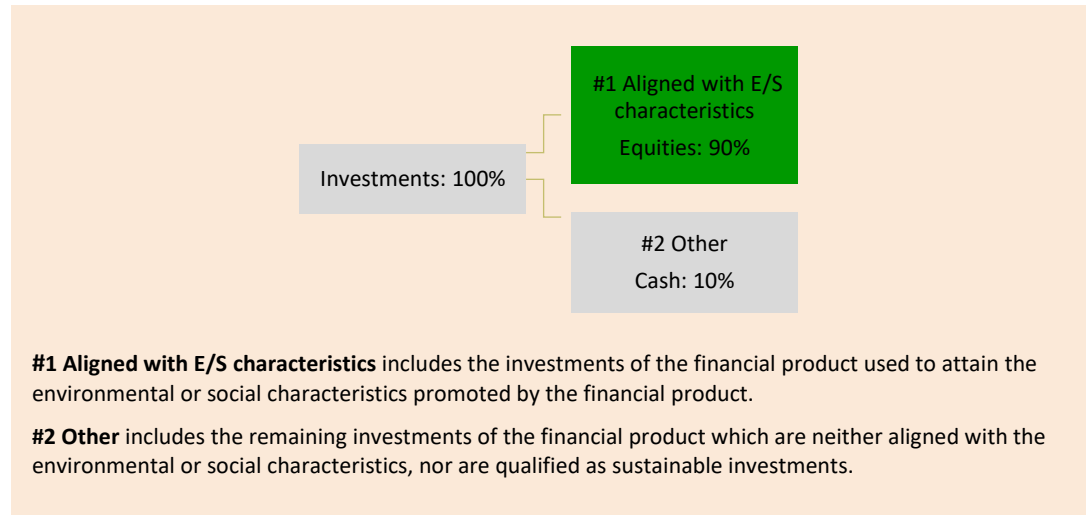 #1 Aligned with E/S
characteristics
Equities: 90%
Investments: 100%
#2 Other
Cash: 10%
#1 Aligned with E/S characteristics includes the investments of the financial product used to attain the
environmental or social characteristics promoted by the financial product.
#2 Other includes the remaining investments of the financial product which are neither aligned with the
environmental or social characteristics, nor are qualified as sustainable investments.